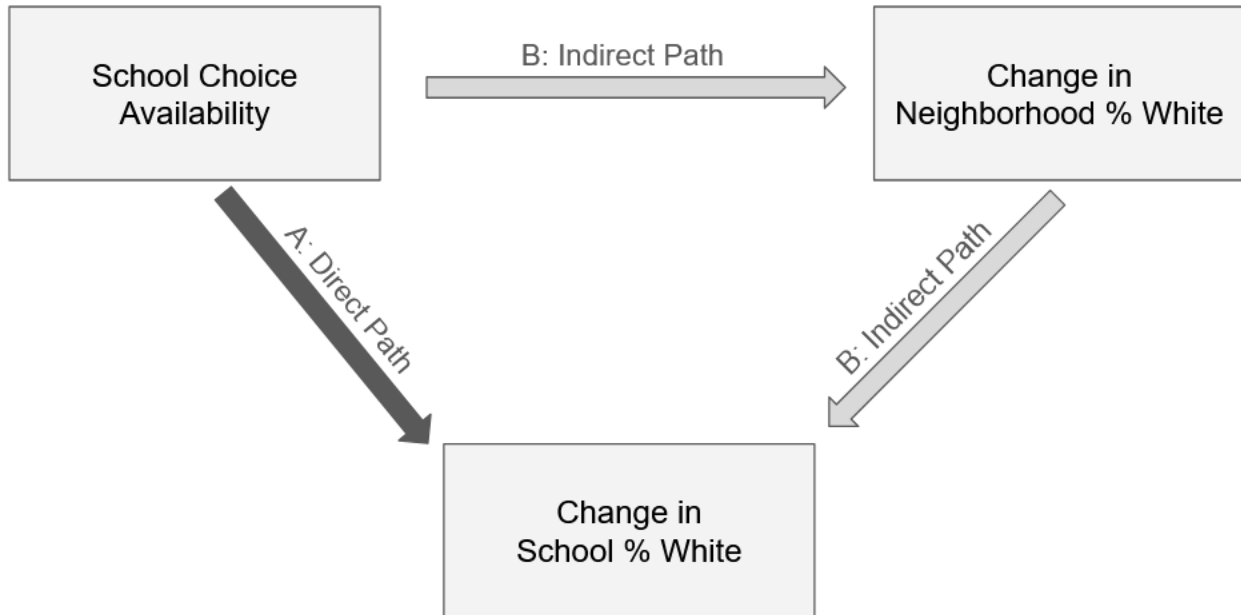 School Choice
Availability
B: Indirect Path
Change in
Neighborhood % White
A: Direct Path
B: Indirect Path
Change in
School % White